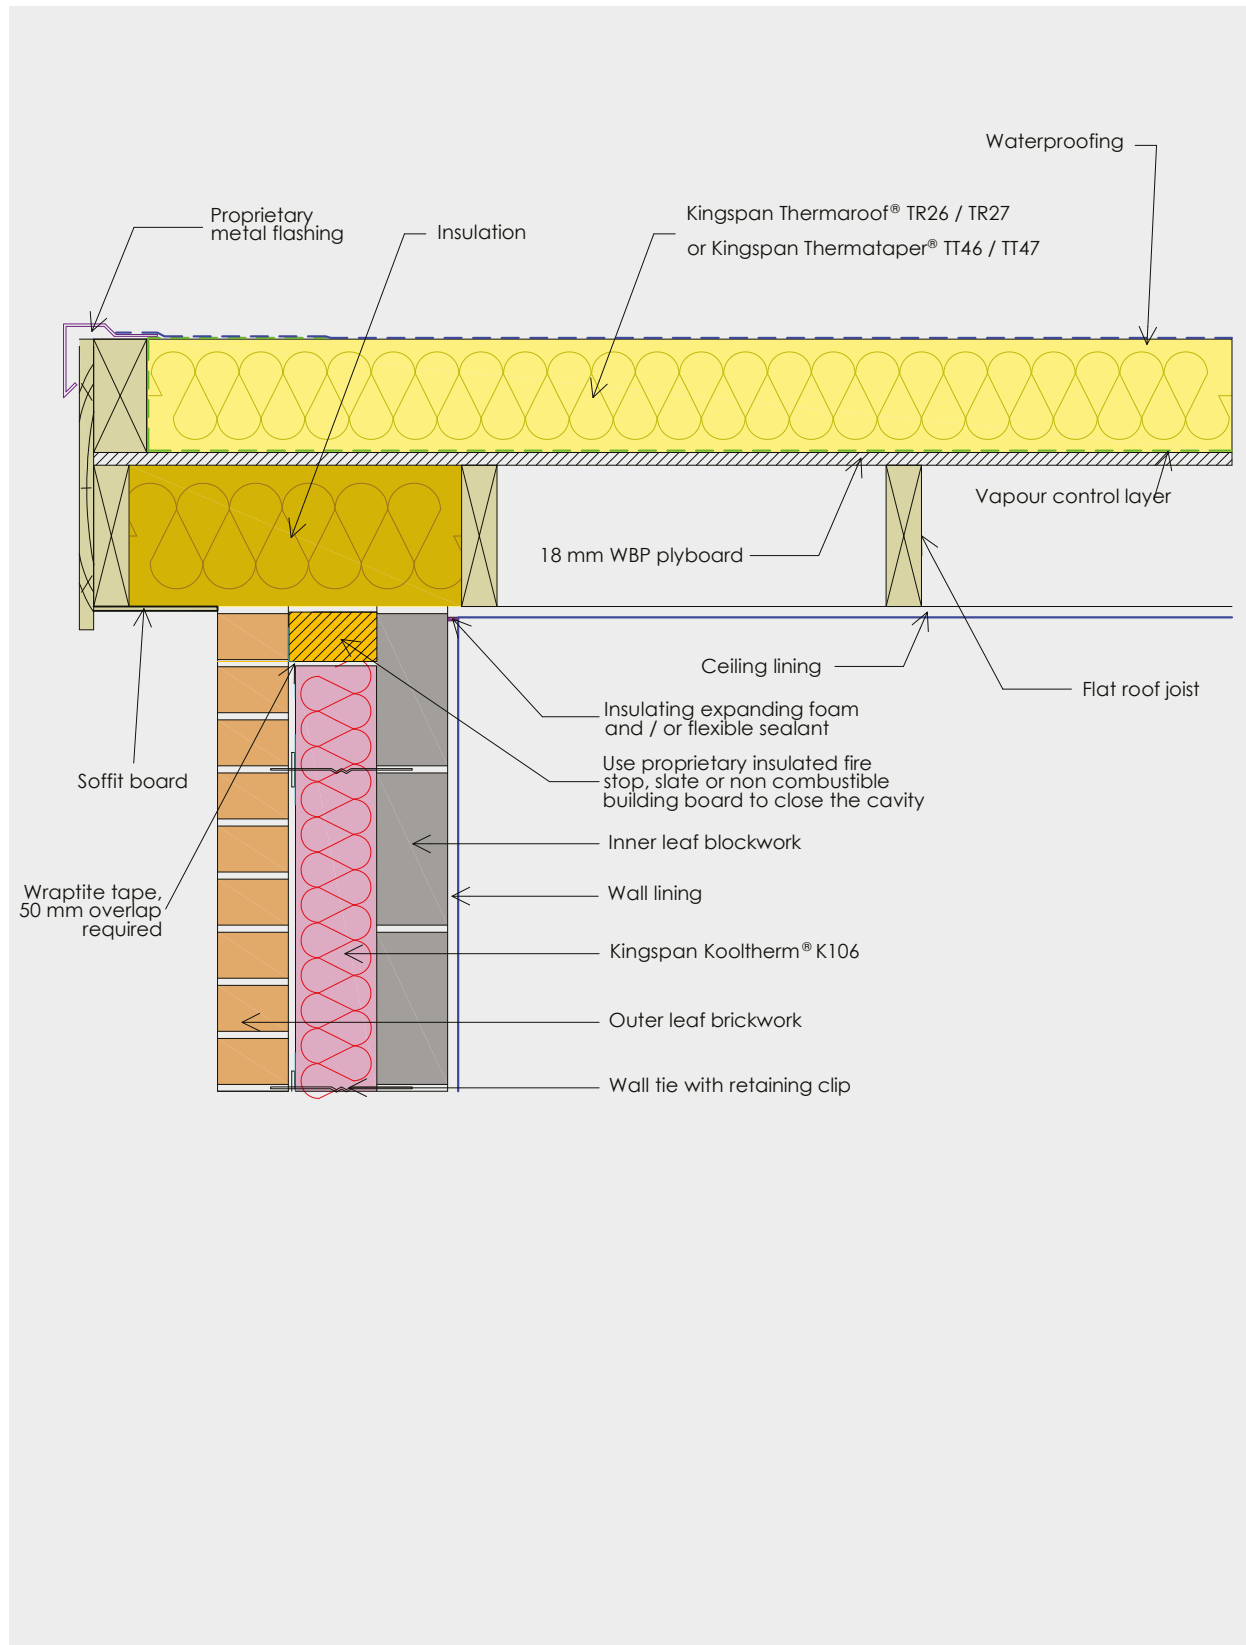 Waterproofing
Proprietary
metal flashing
Insulation
Kingspan Thermaroof® TR26 / TR27
or Kingspan Thermataper® TT46 / TT47
Vapour control layer
18 mm WBP plyboard
Ceiling lining
Flat roof joist
Insulating expanding foam
and / or flexible sealant
Soffit board
Use proprietary insulated fire
stop, slate or non combustible
building board to close the cavity
Inner leaf blockwork
Wraptite tape,
50 mm overlap
required
Wall lining
Kingspan Kooltherm® K106
Outer leaf brickwork
Wall tie with retaining clip